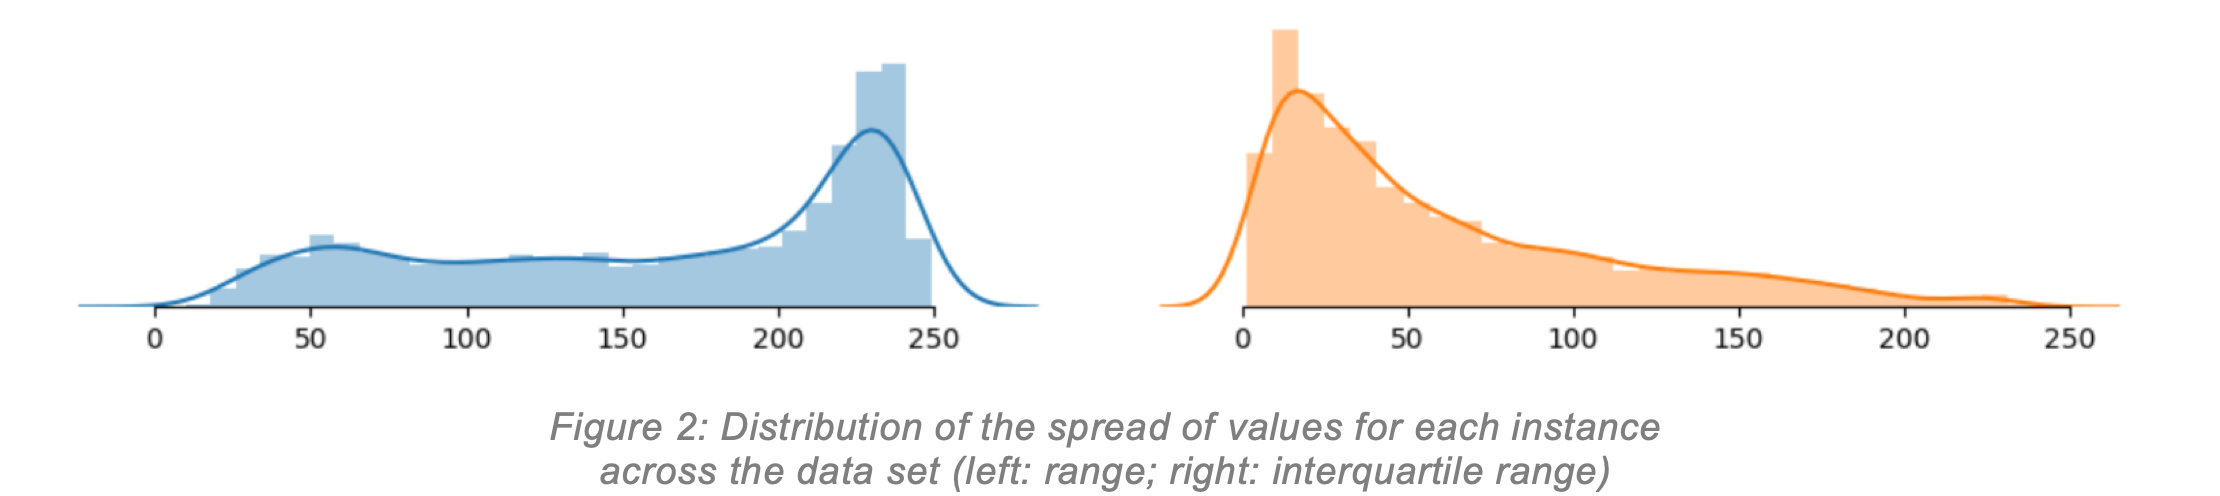 0 50 100 150 200 250
0 50 100 150 200 250
Figure 2: Distribution of the spread of values for each instance
across the data set (left: range; right: interquartile range)